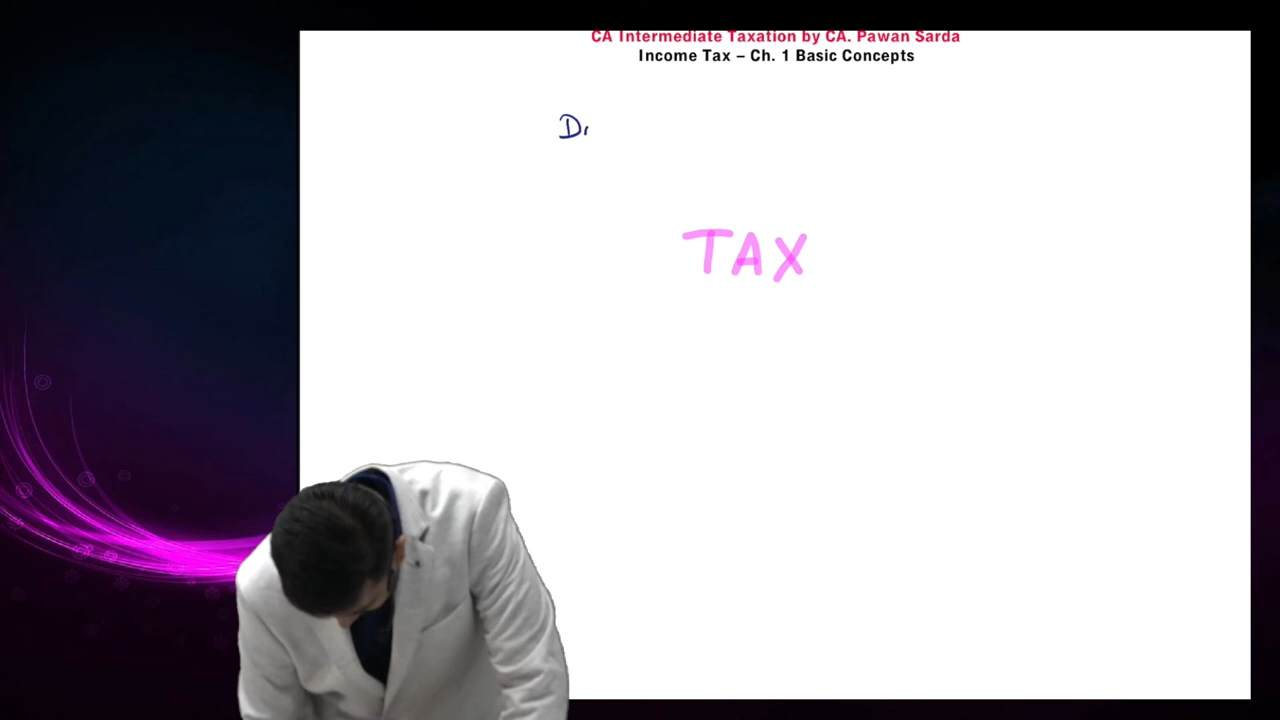 CA Intermediate Taxation by CA. Pawan Sarda
Income Tax – Ch. 1 Basic Concepts
TAX